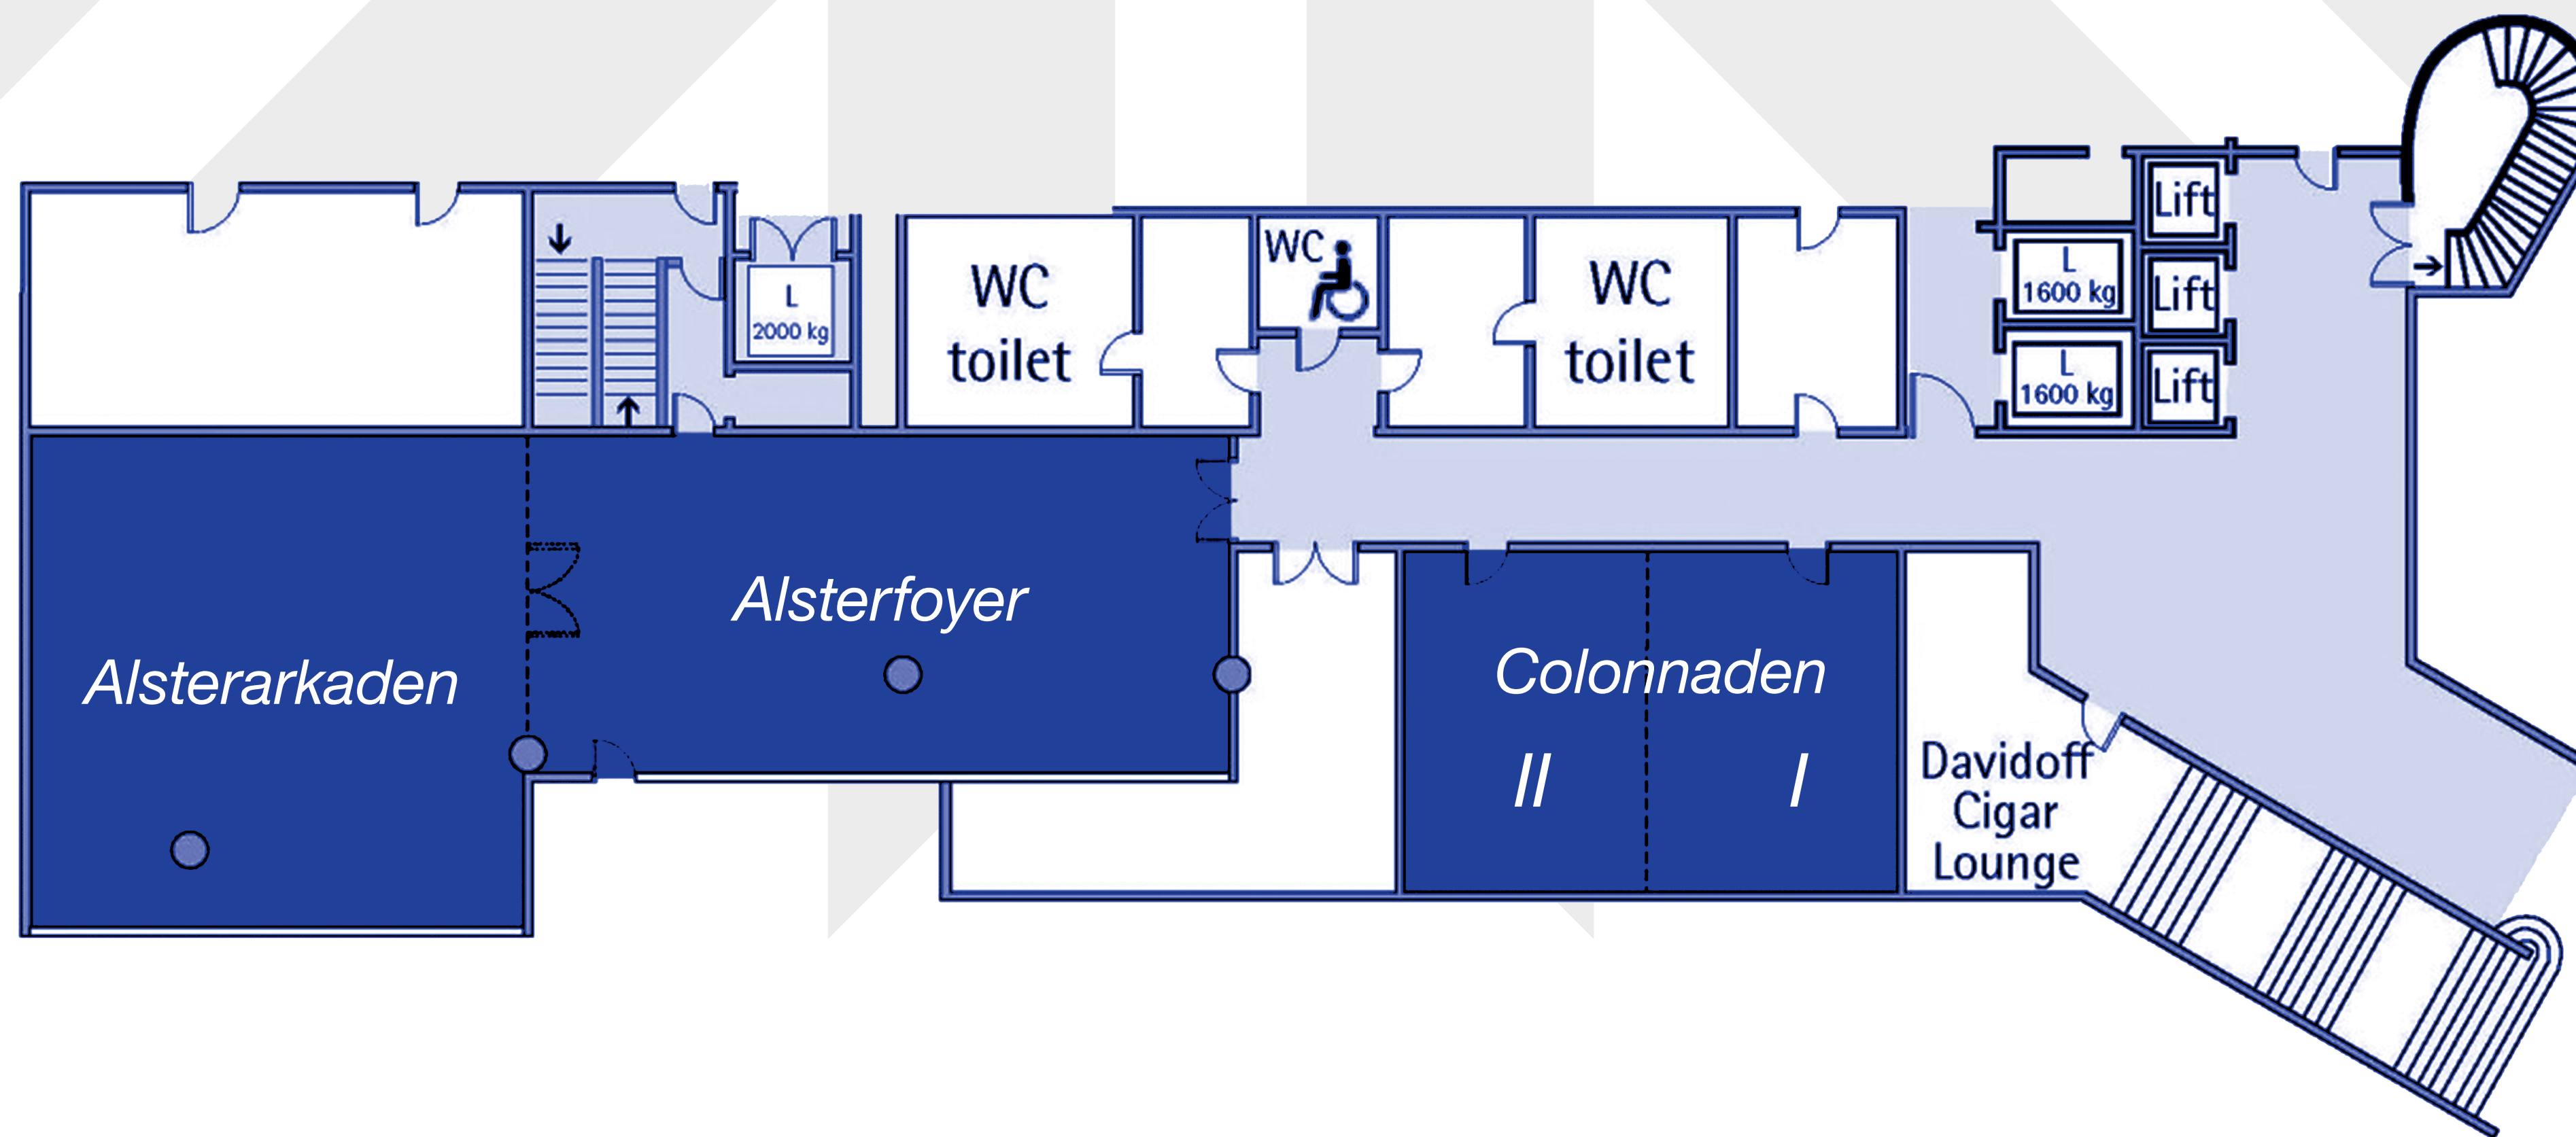 WC
toilet
WC
WC
toilet
L
2000 kg
L
1600 kg
L
1600 kg
Lift
Lift
Lift
Alsterarkaden
Alsterfoyer
Colonnaden
II
I
Davidoff
Cigar
Lounge